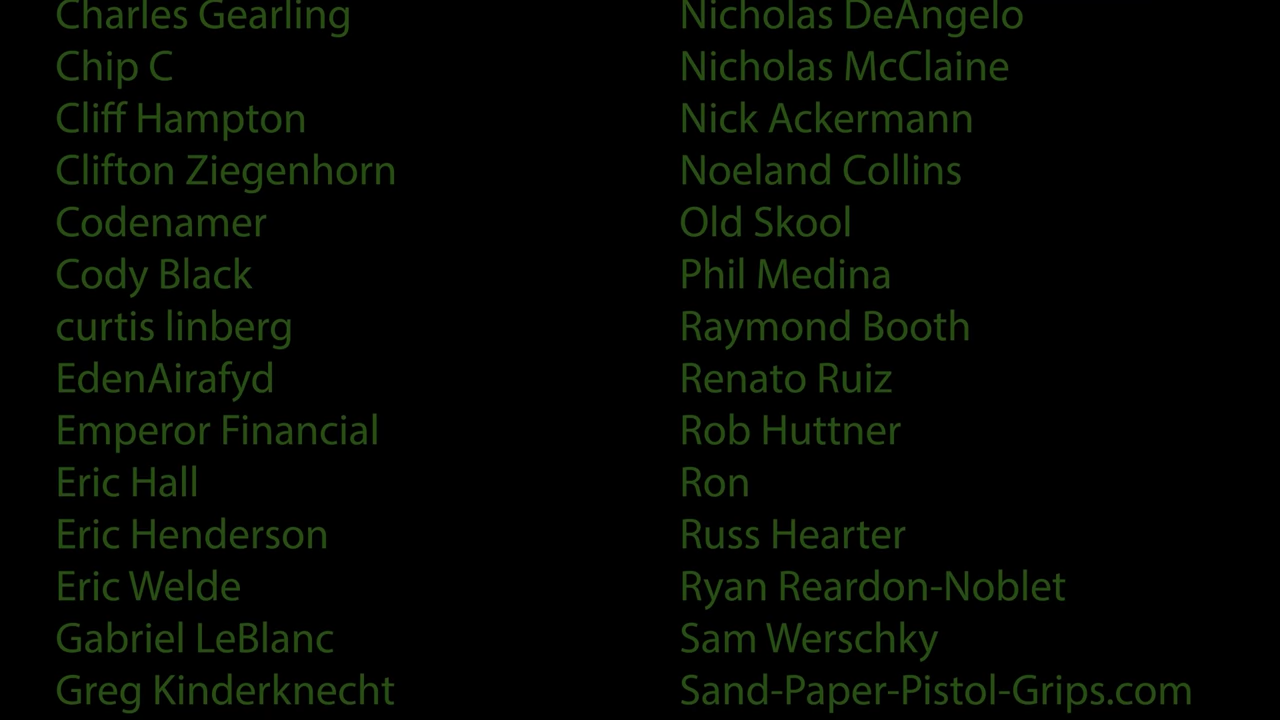 Charles Gearling
Chip C
Cliff Hampton
Clifton Ziegenhorn
Codenamer
Cody Black
curtis linberg
EdenAirafyd
Emperor Financial
Eric Hall
Eric Henderson
Eric Welde
Gabriel LeBlanc
Greg Kinderknecht
Nicholas DeAngelo
Nicholas McClaine
Nick Ackermann
Noeland Collins
Old Skool
Phil Medina
Raymond Booth
Renato Ruiz
Rob Huttner
Ron
Russ Hearter
Ryan Reardon-Noblet
Sam Werschky
Sand-Paper-Pistol-Grips.com